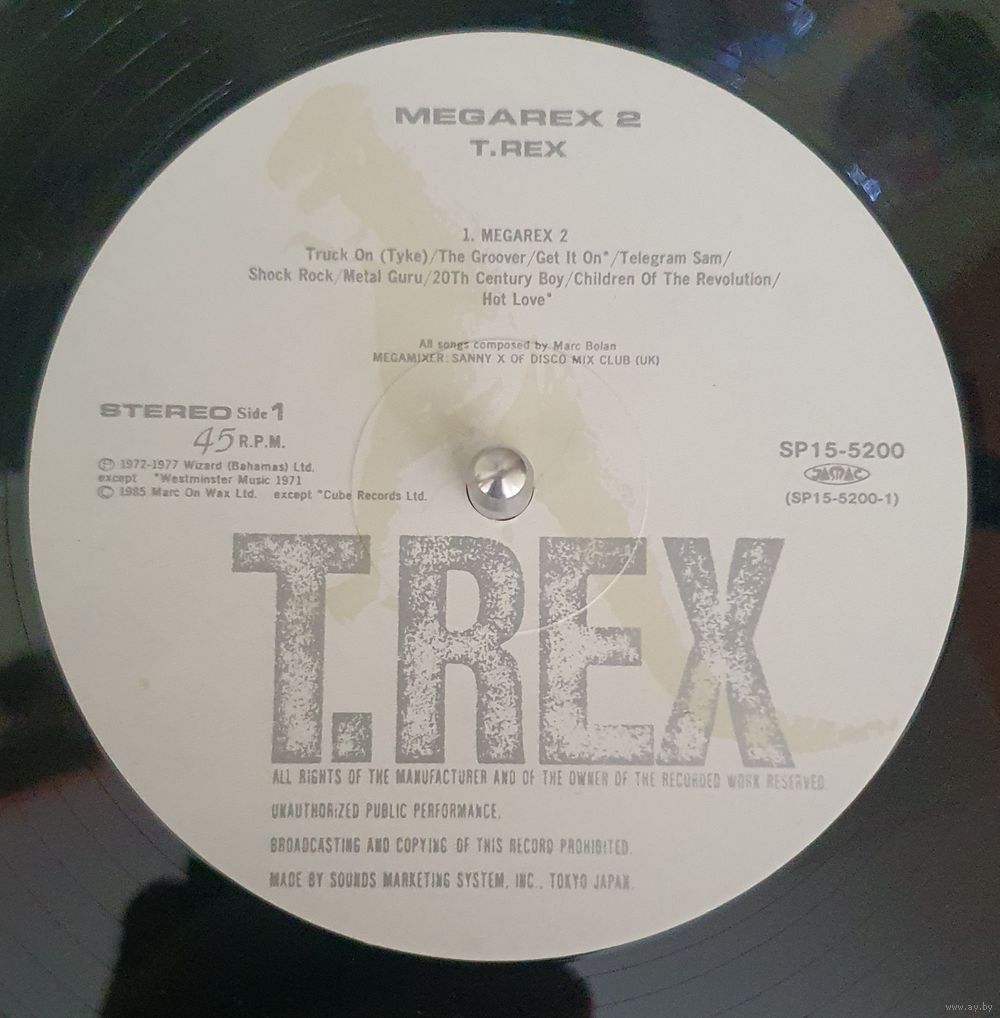 MEGAREX 2
T.REX
1. MEGAREX 2
Truck On (Tyke)/The Groover/Get It On*/Telegram Sam/
Shock Rock/Metal Guru/20Th Century Boy/Children Of The Revolution/
Hot Love*
All songs composed by Marc Bolan
MEGAMIXER: SANNY X OF DISCO MIX CLUB (UK)
STEREO Side 1
45 R.P.M.
Ⓟ 1972-1977 Wizard (Bahamas) Ltd.
except *Westminster Music 1971
© 1985 Marc On Wax Ltd. except *Cube Records Ltd.
SP15-5200
JASRAC
(SP15-5200-1)
T.REX
ALL RIGHTS OF THE MANUFACTURER AND OF THE OWNER OF THE RECORDED WORK RESERVED.
UNAUTHORIZED PUBLIC PERFORMANCE,
BROADCASTING AND COPYING OF THIS RECORD PROHIBITED.
MADE BY SOUNDS MARKETING SYSTEM, INC., TOKYO JAPAN.
www.ay.by